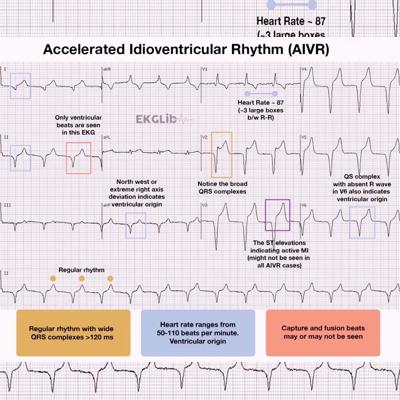 Heart Rate ~ 87
(~3 large boxes
Accelerated Idioventricular Rhythm (AIVR)
I
aVR
V1
V4
Heart Rate ~ 87
(~3 large boxes
b/w R-R)
Only ventricular
beats are seen
in this EKG
EKGLib
II
aVL
V2
V5
North west or
extreme right axis
deviation indicates
ventricular origin
Notice the broad
QRS complexes
QS complex
with absent R wave
in V6 also indicates
ventricular origin
III
aVF
V3
V6
The ST elevations
indicating active MI
(might not be seen in
all AIVR cases)
Regular rhythm
II
Regular rhythm with wide
QRS complexes >120 ms
Heart rate ranges from
50-110 beats per minute.
Ventricular origin
Capture and fusion beats
may or may not be seen